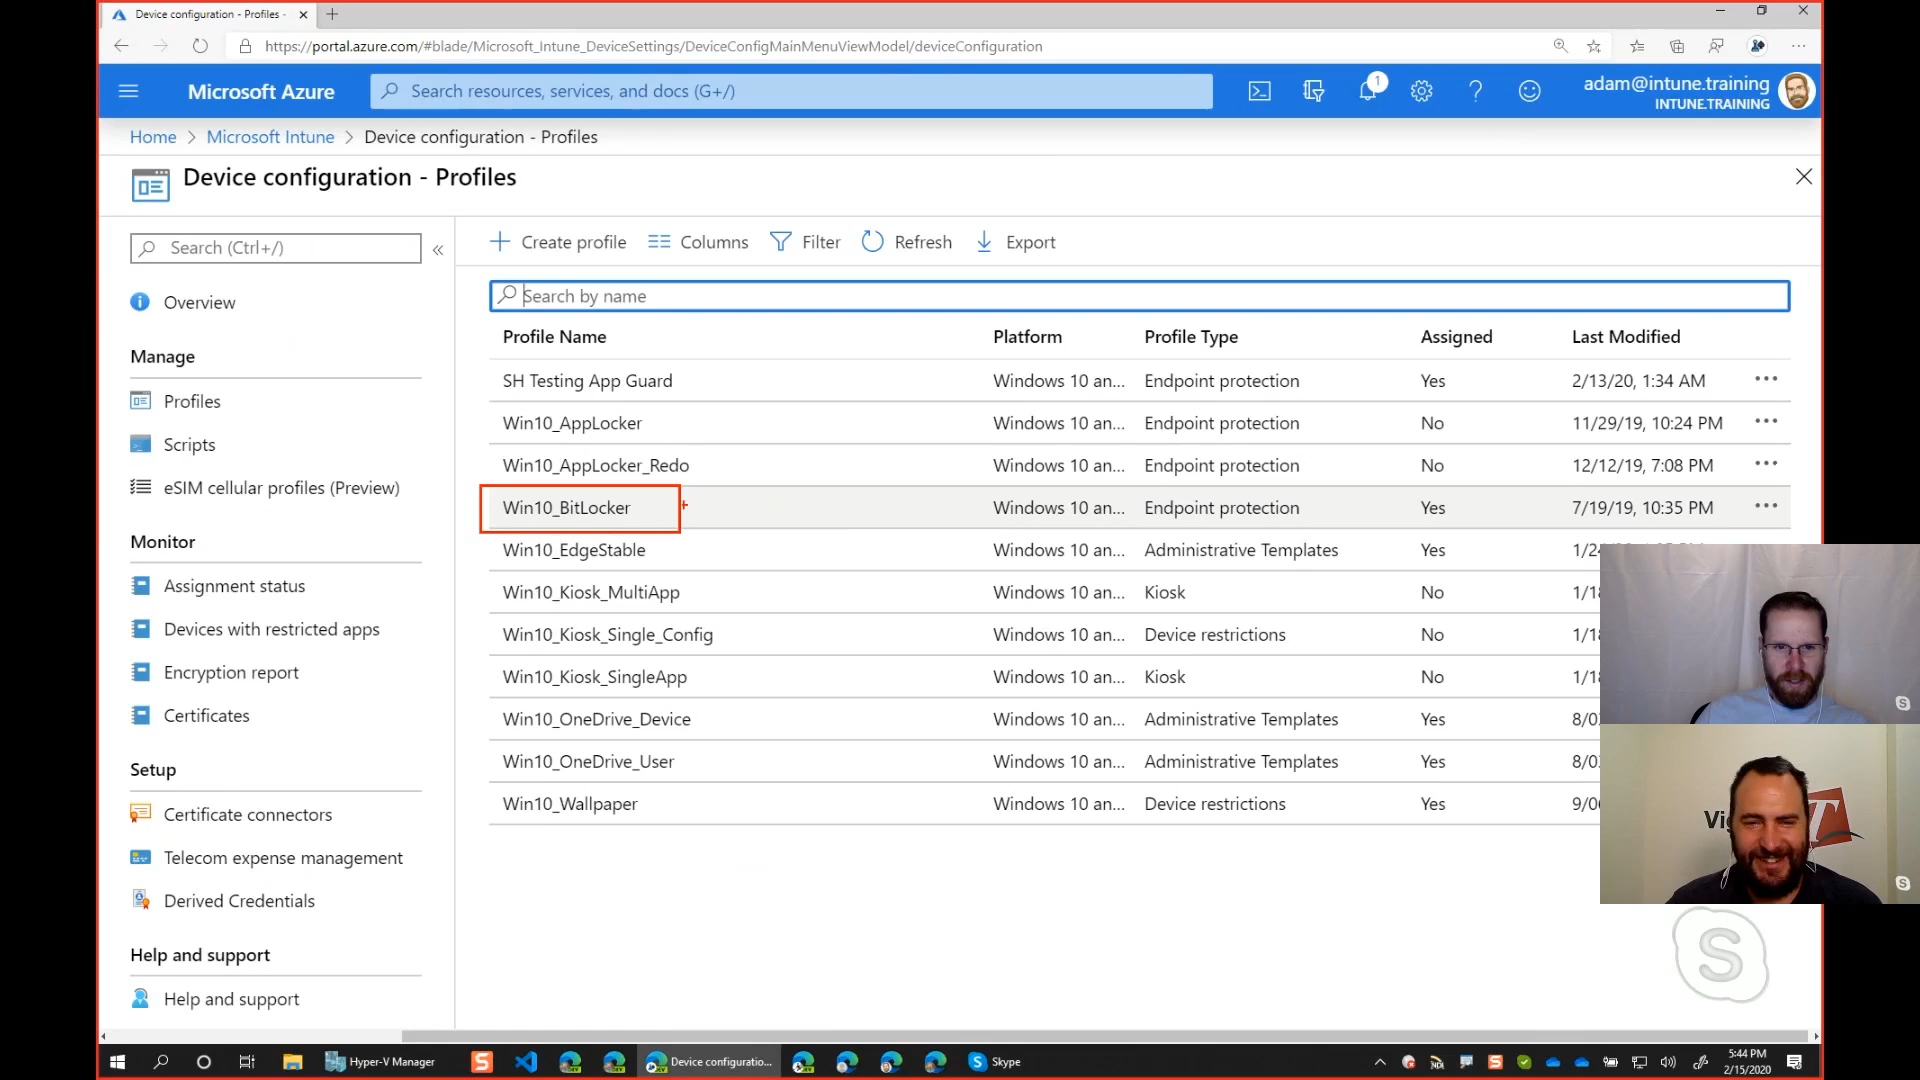 Device configuration - Profiles -
https://portal.azure.com/#blade/Microsoft_Intune_DeviceSettings/DeviceConfigMainMenuViewModel/deviceConfiguration
Microsoft Azure
Search resources, services, and docs (G+/)
1
adam@intune.training
INTUNE.TRAINING
Home > Microsoft Intune > Device configuration - Profiles
Device configuration - Profiles
Search (Ctrl+/)
Overview
Manage
Profiles
Scripts
eSIM cellular profiles (Preview)
Monitor
Assignment status
Devices with restricted apps
Encryption report
Certificates
Setup
Certificate connectors
Telecom expense management
Derived Credentials
Help and support
Help and support
Create profile Columns Filter Refresh Export
Search by name
Profile Name Platform Profile Type Assigned Last Modified
SH Testing App Guard Windows 10 an... Endpoint protection Yes 2/13/20, 1:34 AM
Win10_AppLocker Windows 10 an... Endpoint protection No 11/29/19, 10:24 PM
Win10_AppLocker_Redo Windows 10 an... Endpoint protection No 12/12/19, 7:08 PM
Win10_BitLocker Windows 10 an... Endpoint protection Yes 7/19/19, 10:35 PM
Win10_EdgeStable Windows 10 an... Administrative Templates Yes
Win10_Kiosk_MultiApp Windows 10 an... Kiosk No
Win10_Kiosk_Single_Config Windows 10 an... Device restrictions No
Win10_Kiosk_SingleApp Windows 10 an... Kiosk No
Win10_OneDrive_Device Windows 10 an... Administrative Templates Yes
Win10_OneDrive_User Windows 10 an... Administrative Templates Yes
Win10_Wallpaper Windows 10 an... Device restrictions Yes
Hyper-V Manager
Device configuratio...
Skype
5:44 PM
2/15/2020